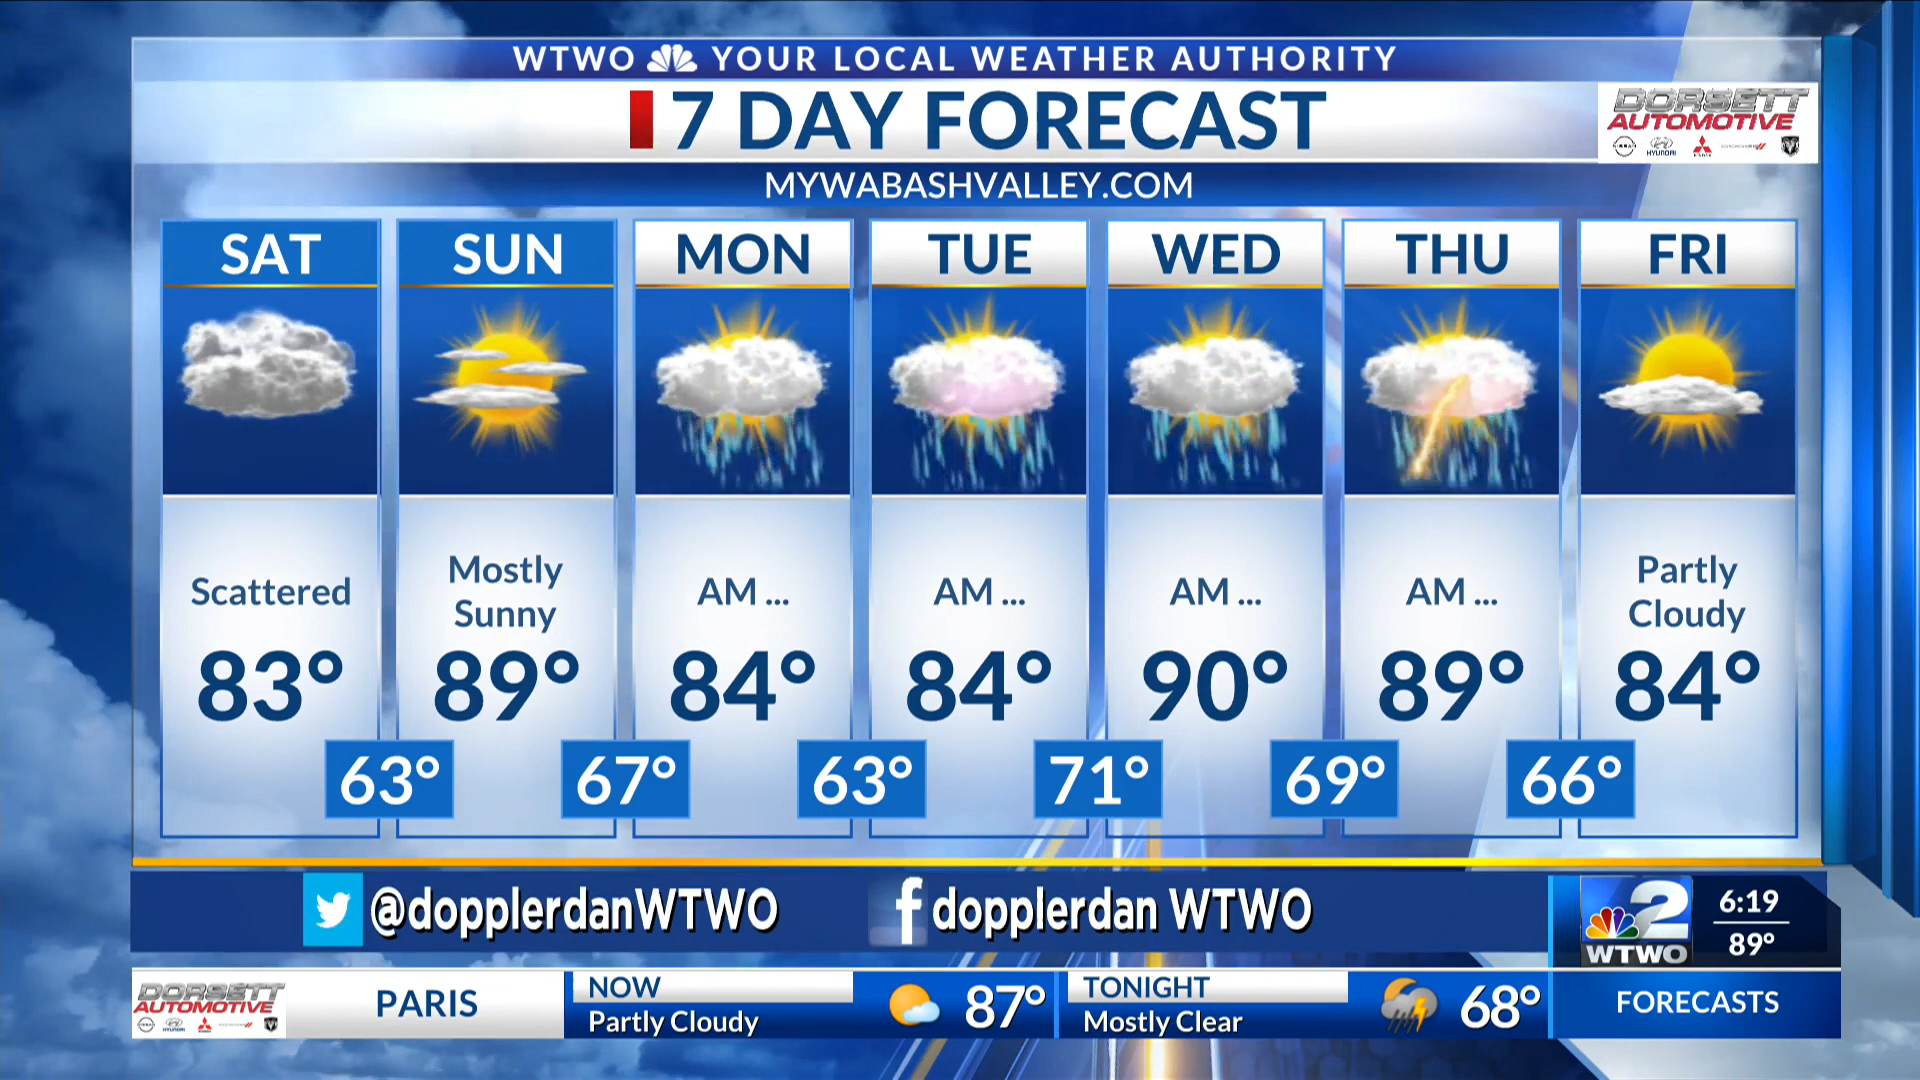 WTWO YOUR LOCAL WEATHER AUTHORITY
7 DAY FORECAST
DORSETT
AUTOMOTIVE
NISSAN HYUNDAI
MYWABASHVALLEY.COM
SAT SUN MON TUE WED THU FRI
Scattered
Mostly
Sunny
AM ...
AM ...
AM ...
AM ...
Partly
Cloudy
83° 89° 84° 84° 90° 89° 84°
63° 67° 63° 71° 69° 66°
@dopplerdanWTWO
dopplerdan WTWO
2
WTWO
6:19
89°
DORSETT
AUTOMOTIVE
PARIS
NOW
Partly Cloudy
87°
TONIGHT
Mostly Clear
68°
FORECASTS